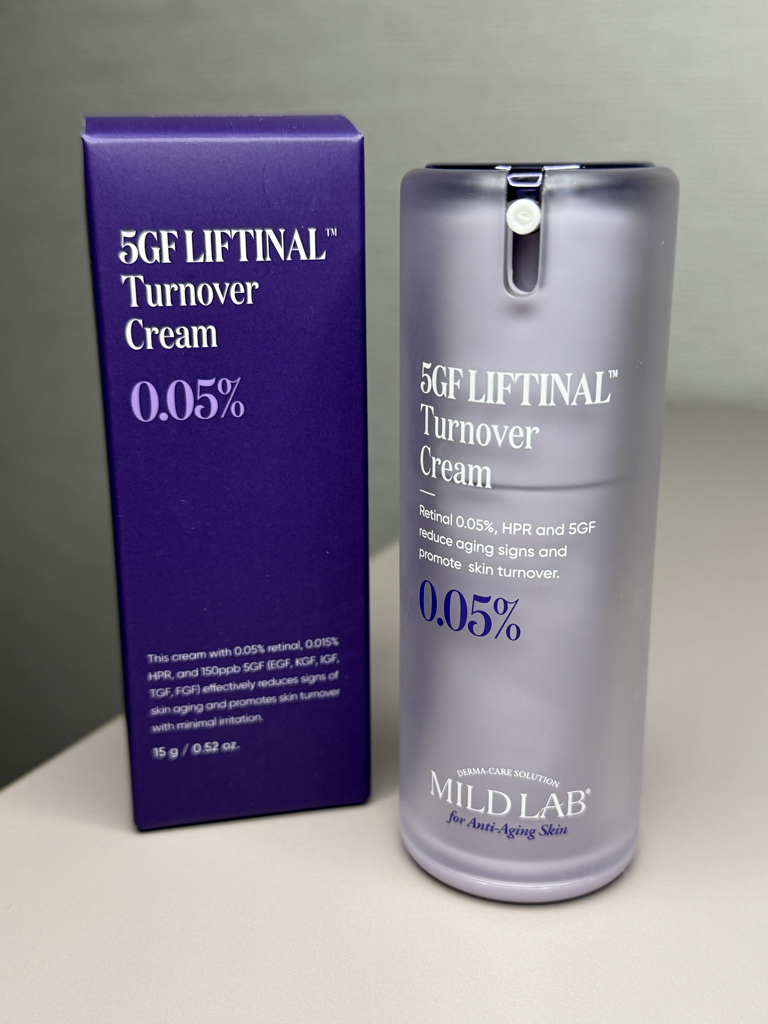 5GF LIFTINAL™
Turnover
Cream
0.05%
This cream with 0.05% retinal, 0.015%
HPR, and 150ppb 5GF (EGF, KGF, IGF,
TGF, FGF) effectively reduces signs of
skin aging and promotes skin turnover
with minimal irritation.
15 g / 0.52 oz.
5GF LIFTINAL™
Turnover
Cream
Retinal 0.05%, HPR and 5GF
reduce aging signs and
promote skin turnover.
0.05%
DERMA-CARE SOLUTION
MILD LAB®
for Anti-Aging Skin